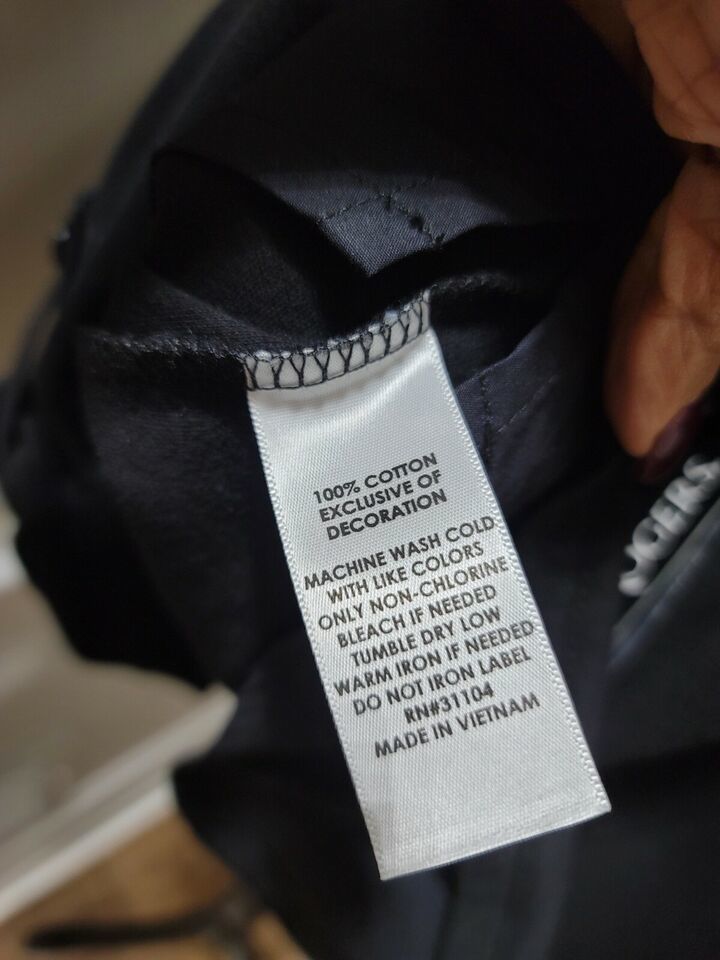 100% COTTON
EXCLUSIVE OF
DECORATION
MACHINE WASH COLD
WITH LIKE COLORS
ONLY NON-CHLORINE
BLEACH IF NEEDED
TUMBLE DRY LOW
WARM IRON IF NEEDED
DO NOT IRON LABEL
RN#31104
MADE IN VIETNAM